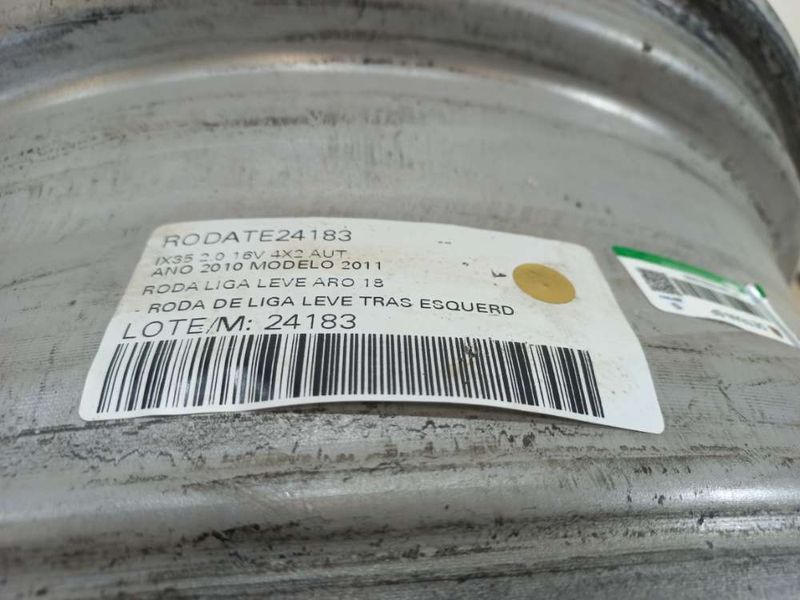 RODATE24183
IX35 2.0 16V 4X2 AUT
ANO 2010 MODELO 2011
RODA LIGA LEVE ARO 18
- RODA DE LIGA LEVE TRAS ESQUERD
LOTE/M: 24183